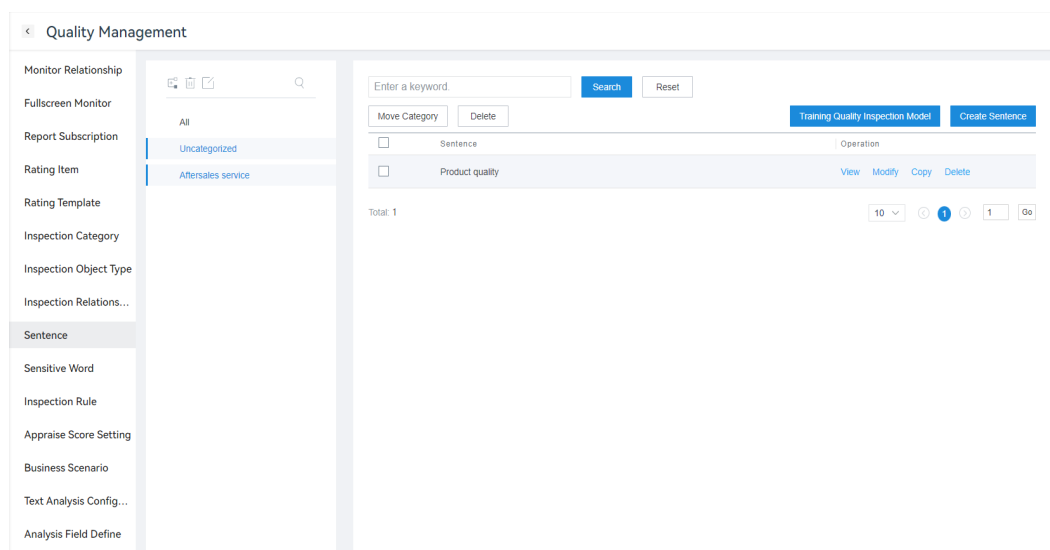 Quality Management
Monitor Relationship
Fullscreen Monitor
Report Subscription
Rating Item
Rating Template
Inspection Category
Inspection Object Type
Inspection Relations...
Sentence
Sensitive Word
Inspection Rule
Appraise Score Setting
Business Scenario
Text Analysis Config...
Analysis Field Define
All
Uncategorized
Aftersales service
Enter a keyword. Search Reset
Move Category Delete Training Quality Inspection Model Create Sentence
Sentence Operation
Product quality View Modify Copy Delete
Total: 1 10 1 1 Go